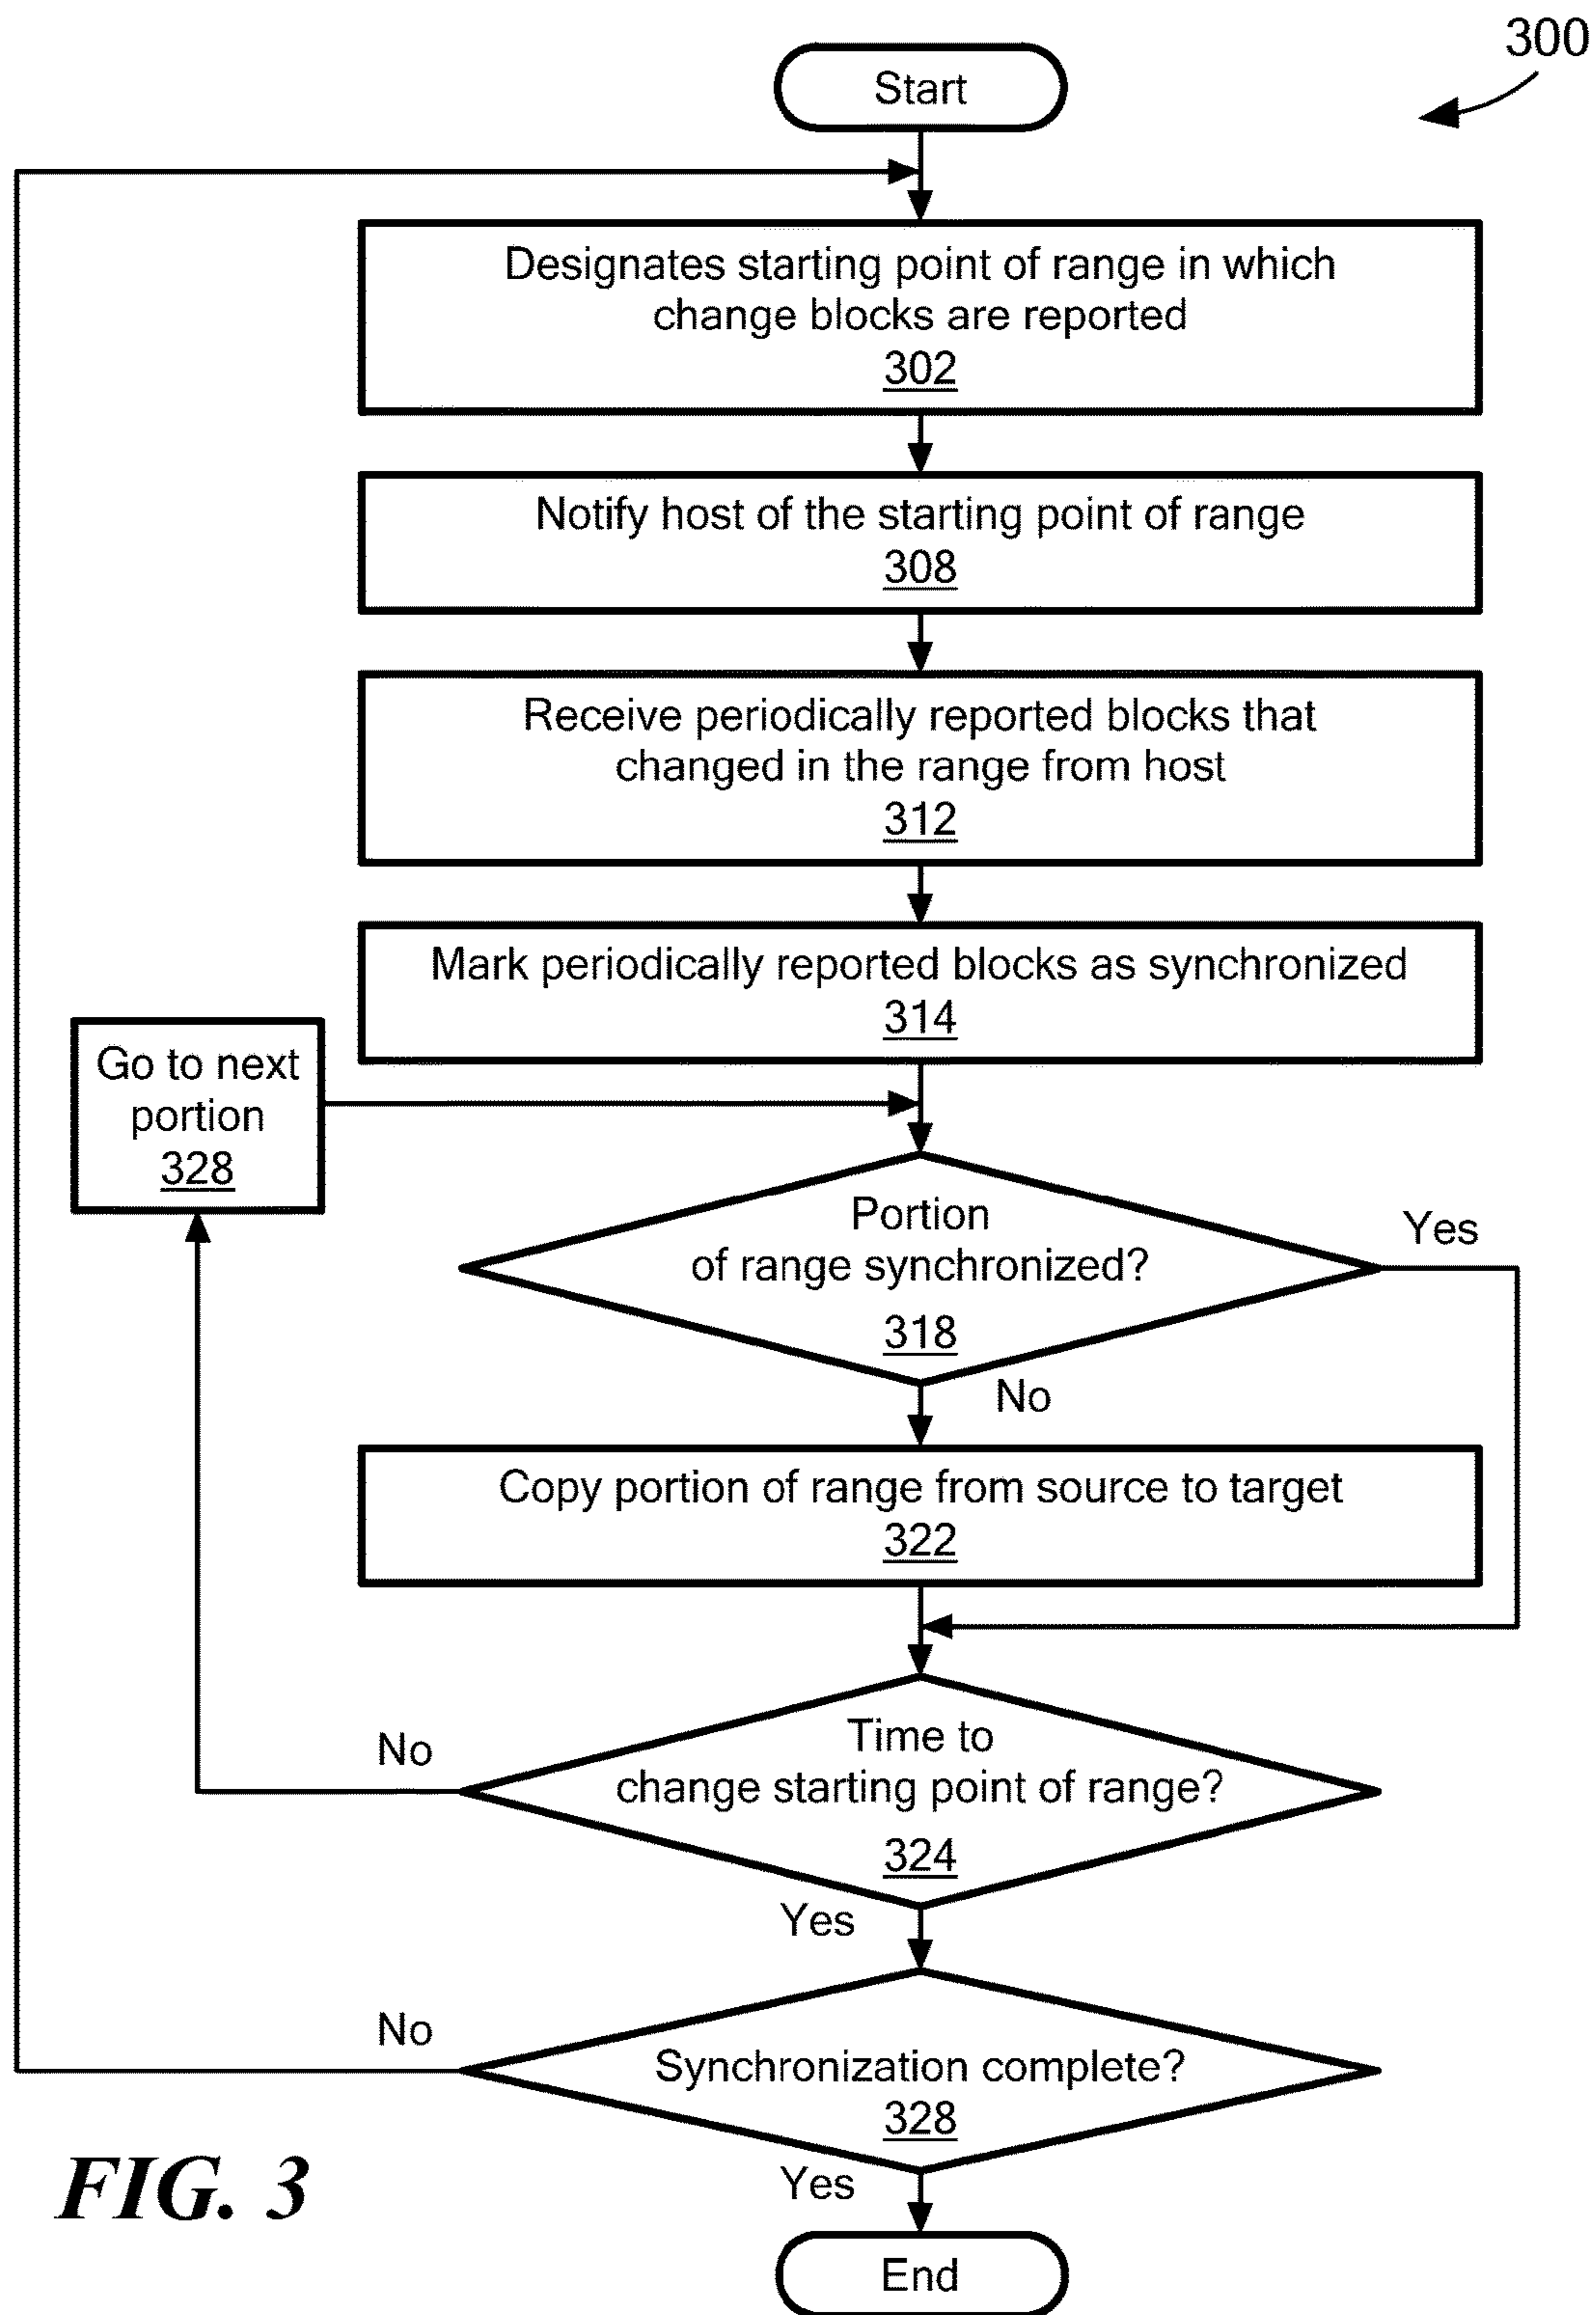 300
Start
Designates starting point of range in which
change blocks are reported
302
Notify host of the starting point of range
308
Receive periodically reported blocks that
changed in the range from host
312
Mark periodically reported blocks as synchronized
314
Go to next
portion
328
Portion
of range synchronized?
318
Yes
No
Copy portion of range from source to target
322
Time to
change starting point of range?
324
No
Yes
Synchronization complete?
328
No
Yes
End
FIG. 3